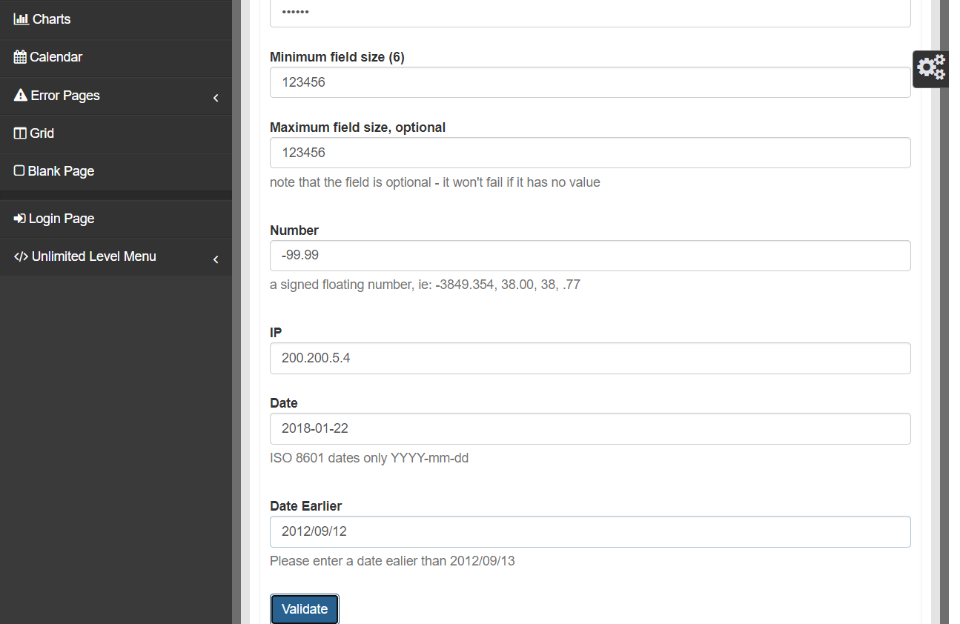 Charts
Calendar
Error Pages
Grid
Blank Page
Login Page
Unlimited Level Menu
••••••
Minimum field size (6)
123456
Maximum field size, optional
123456
note that the field is optional - it won't fail if it has no value
Number
-99.99
a signed floating number, ie: -3849.354, 38.00, 38, .77
IP
200.200.5.4
Date
2018-01-22
ISO 8601 dates only YYYY-mm-dd
Date Earlier
2012/09/12
Please enter a date ealier than 2012/09/13
Validate